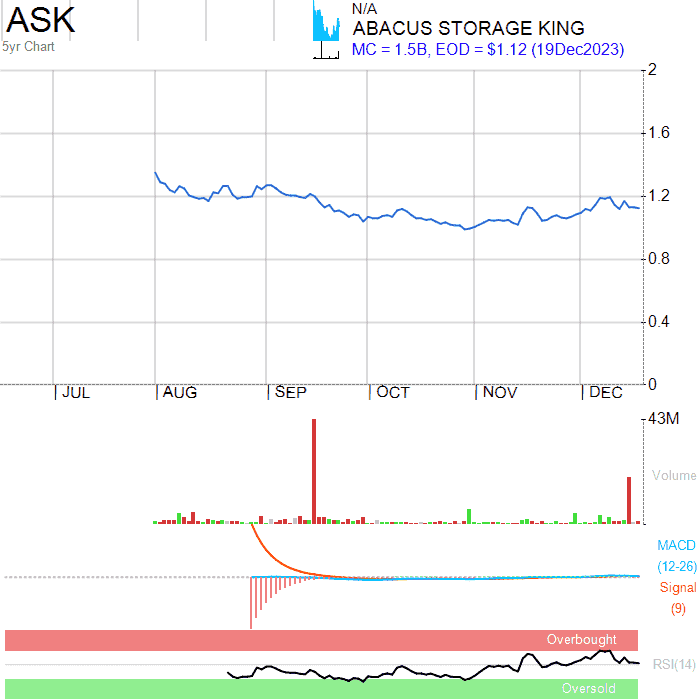 ASK
5yr Chart
N/A
ABACUS STORAGE KING
MC = 1.5B, EOD = $1.12 (19Dec2023)
2
1.6
1.2
0.8
0.4
0
JUL AUG SEP OCT NOV DEC
43M
Volume
MACD
(12-26)
Signal
(9)
Overbought
RSI(14)
Oversold